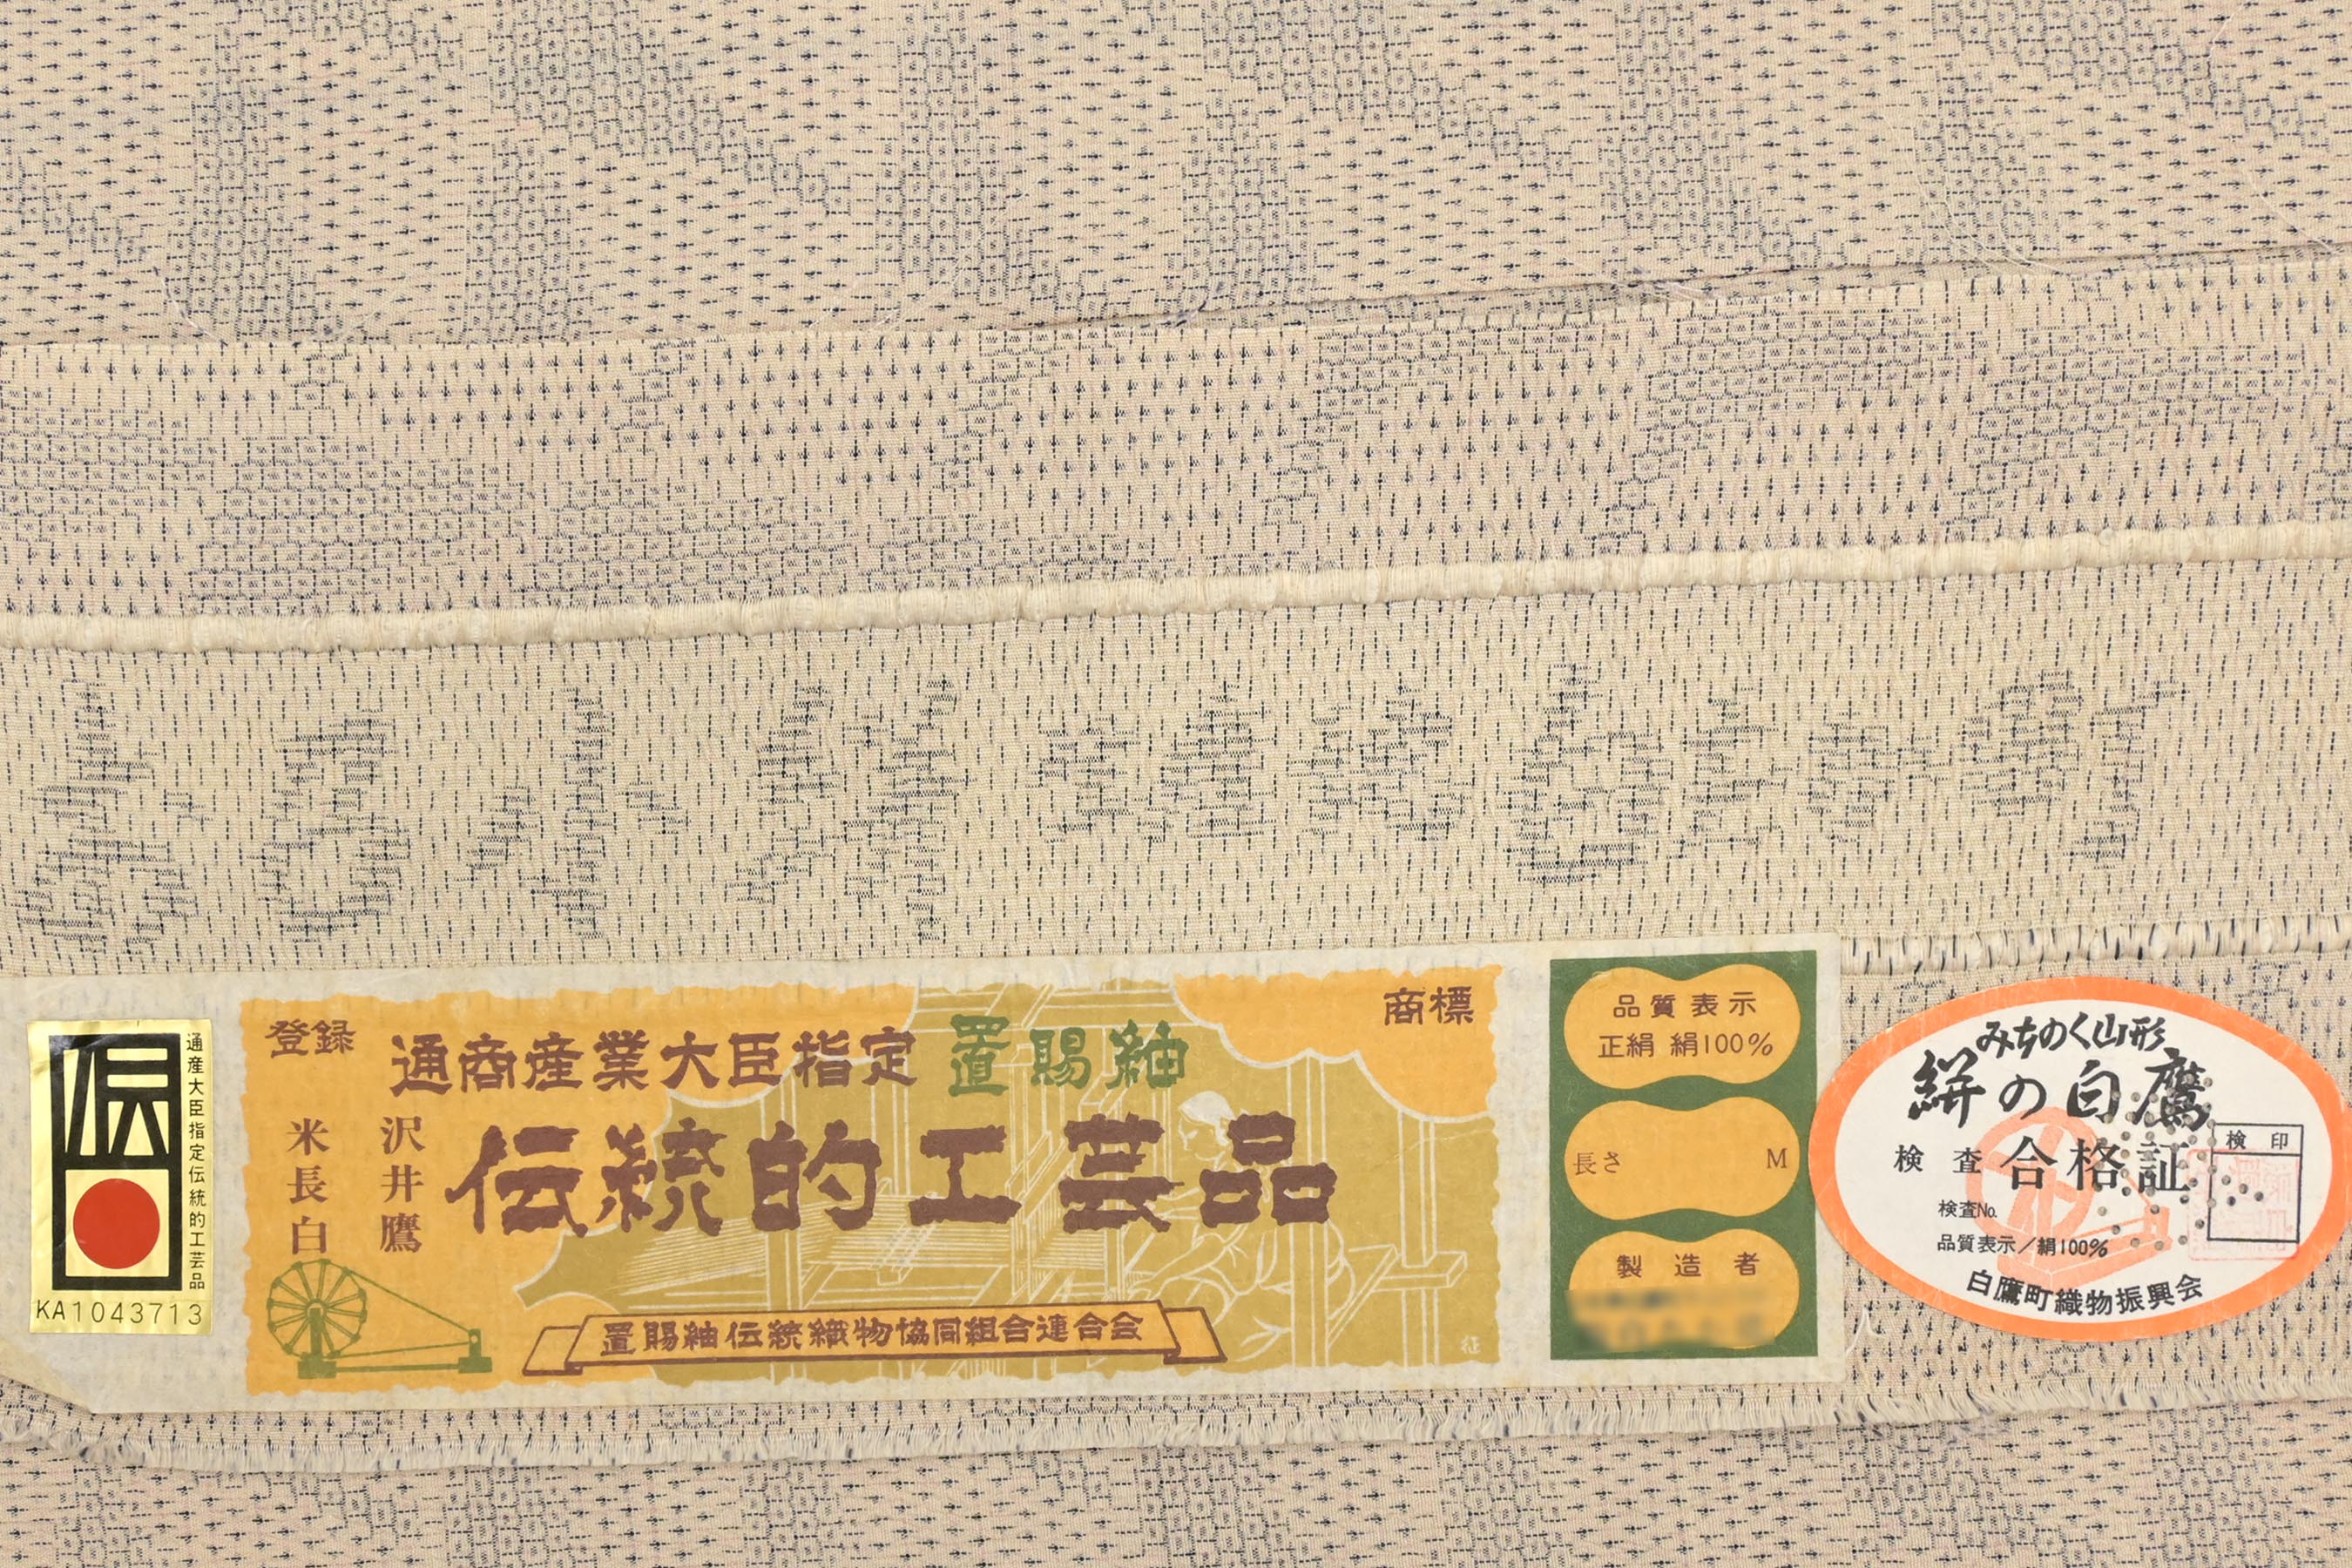 伝
通産大臣指定伝統的工芸品
KA1043713
登録
商標
通商産業大臣指定 置賜紬
米沢
長井
白鷹
伝統的工芸品
置賜紬伝統織物協同組合連合会
征
品質表示
正絹 絹100%
長さ M
製造者
みちのく山形
絣の白鷹
検査合格証
検印
検査No.
品質表示/絹100%
白鷹町織物振興会